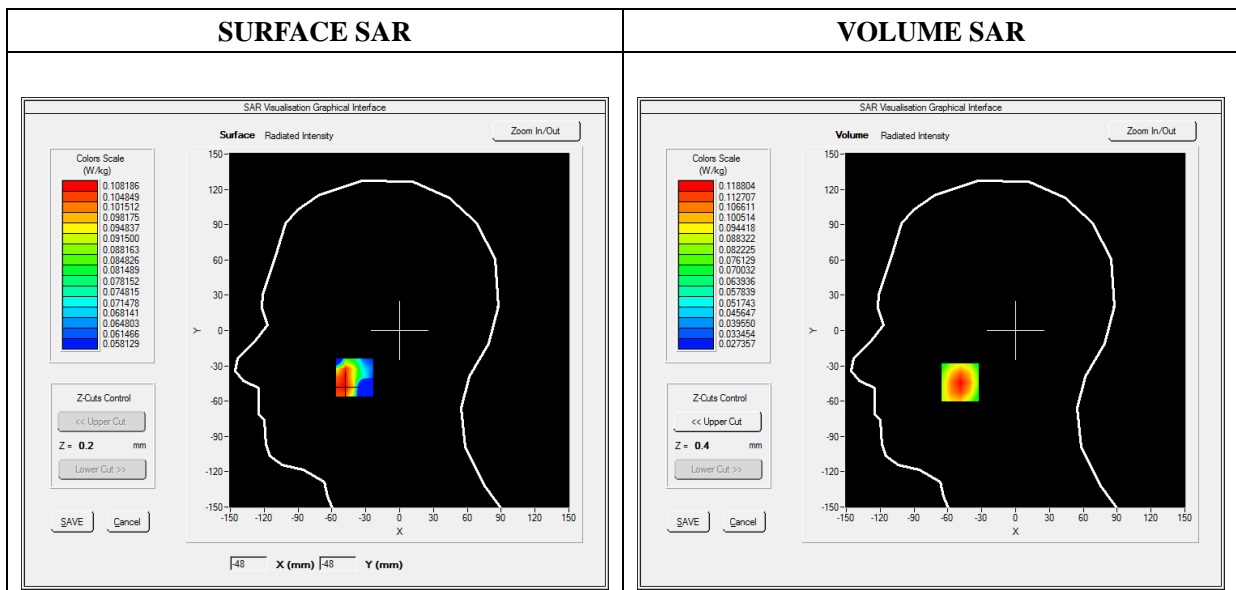 SURFACE SAR
VOLUME SAR
SAR Visualisation Graphical Interface
Surface Radiated Intensity
Zoom In/Out
Colors Scale
(W/kg)
0.108186
0.104849
0.101512
0.098175
0.094837
0.091500
0.088163
0.084826
0.081489
0.078152
0.074815
0.071478
0.068141
0.064803
0.061466
0.058129
150
120
90
60
30
0
-30
-60
-90
-120
-150
Y
-150 -120 -90 -60 -30 0 30 60 90 120 150
X
Z-Cuts Control
<< Upper Cut
Z = 0.2 mm
Lower Cut >>
SAVE Cancel
-48 X (mm) -48 Y (mm)
SAR Visualisation Graphical Interface
Volume Radiated Intensity
Zoom In/Out
Colors Scale
(W/kg)
0.118804
0.112707
0.106611
0.100514
0.094418
0.088322
0.082225
0.076129
0.070032
0.063936
0.057839
0.051743
0.045647
0.039550
0.033454
0.027357
150
120
90
60
30
0
-30
-60
-90
-120
-150
Y
-150 -120 -90 -60 -30 0 30 60 90 120 150
X
Z-Cuts Control
<< Upper Cut
Z = 0.4 mm
Lower Cut >>
SAVE Cancel